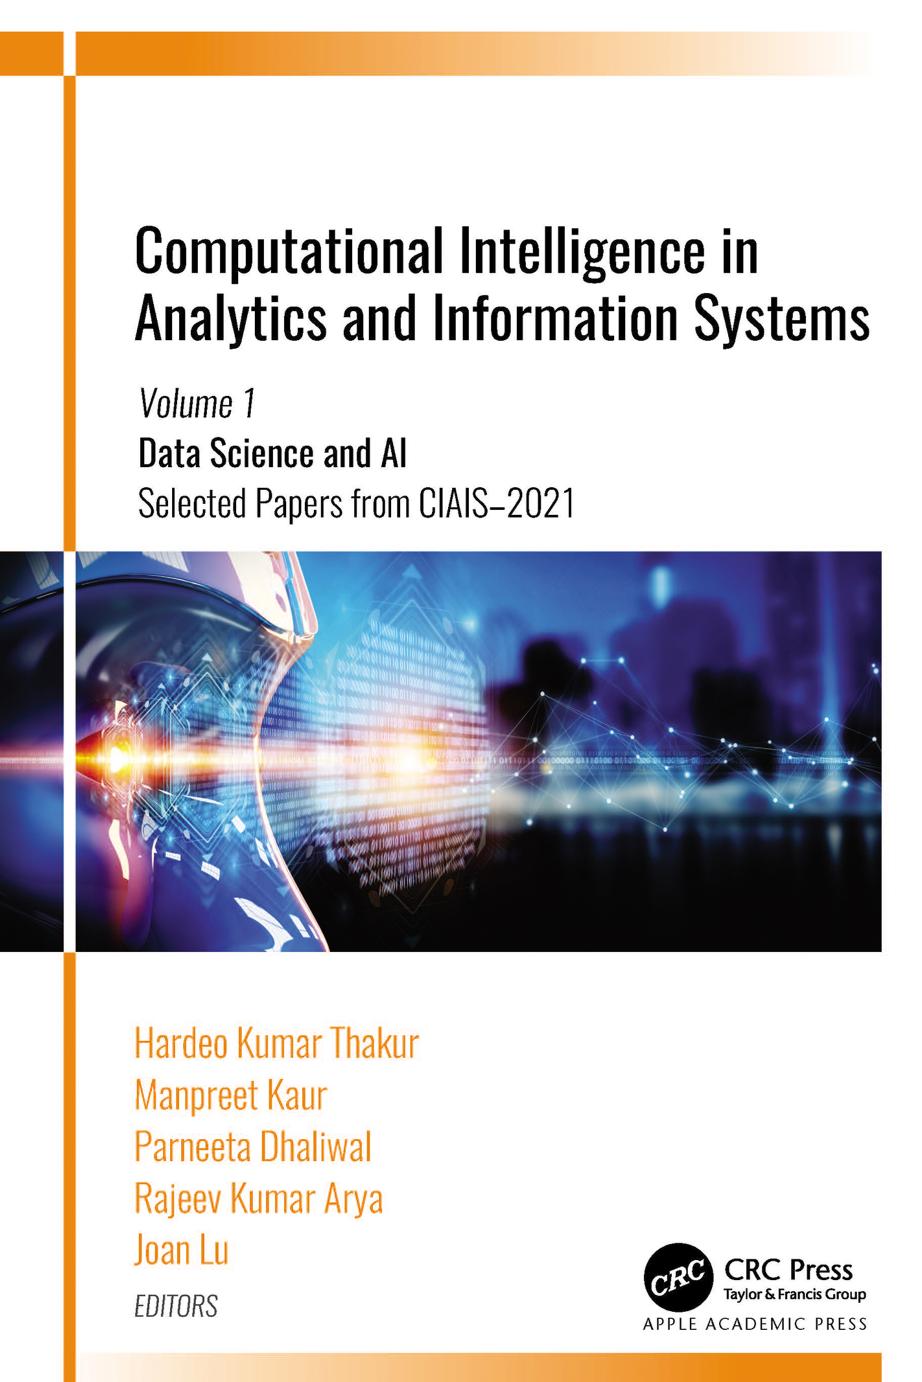 Computational Intelligence in
Analytics and Information Systems
Volume 1
Data Science and AI
Selected Papers from CIAIS–2021
Hardeo Kumar Thakur
Manpreet Kaur
Parneeta Dhaliwal
Rajeev Kumar Arya
Joan Lu
EDITORS
CRC
CRC Press
Taylor & Francis Group
APPLE ACADEMIC PRESS